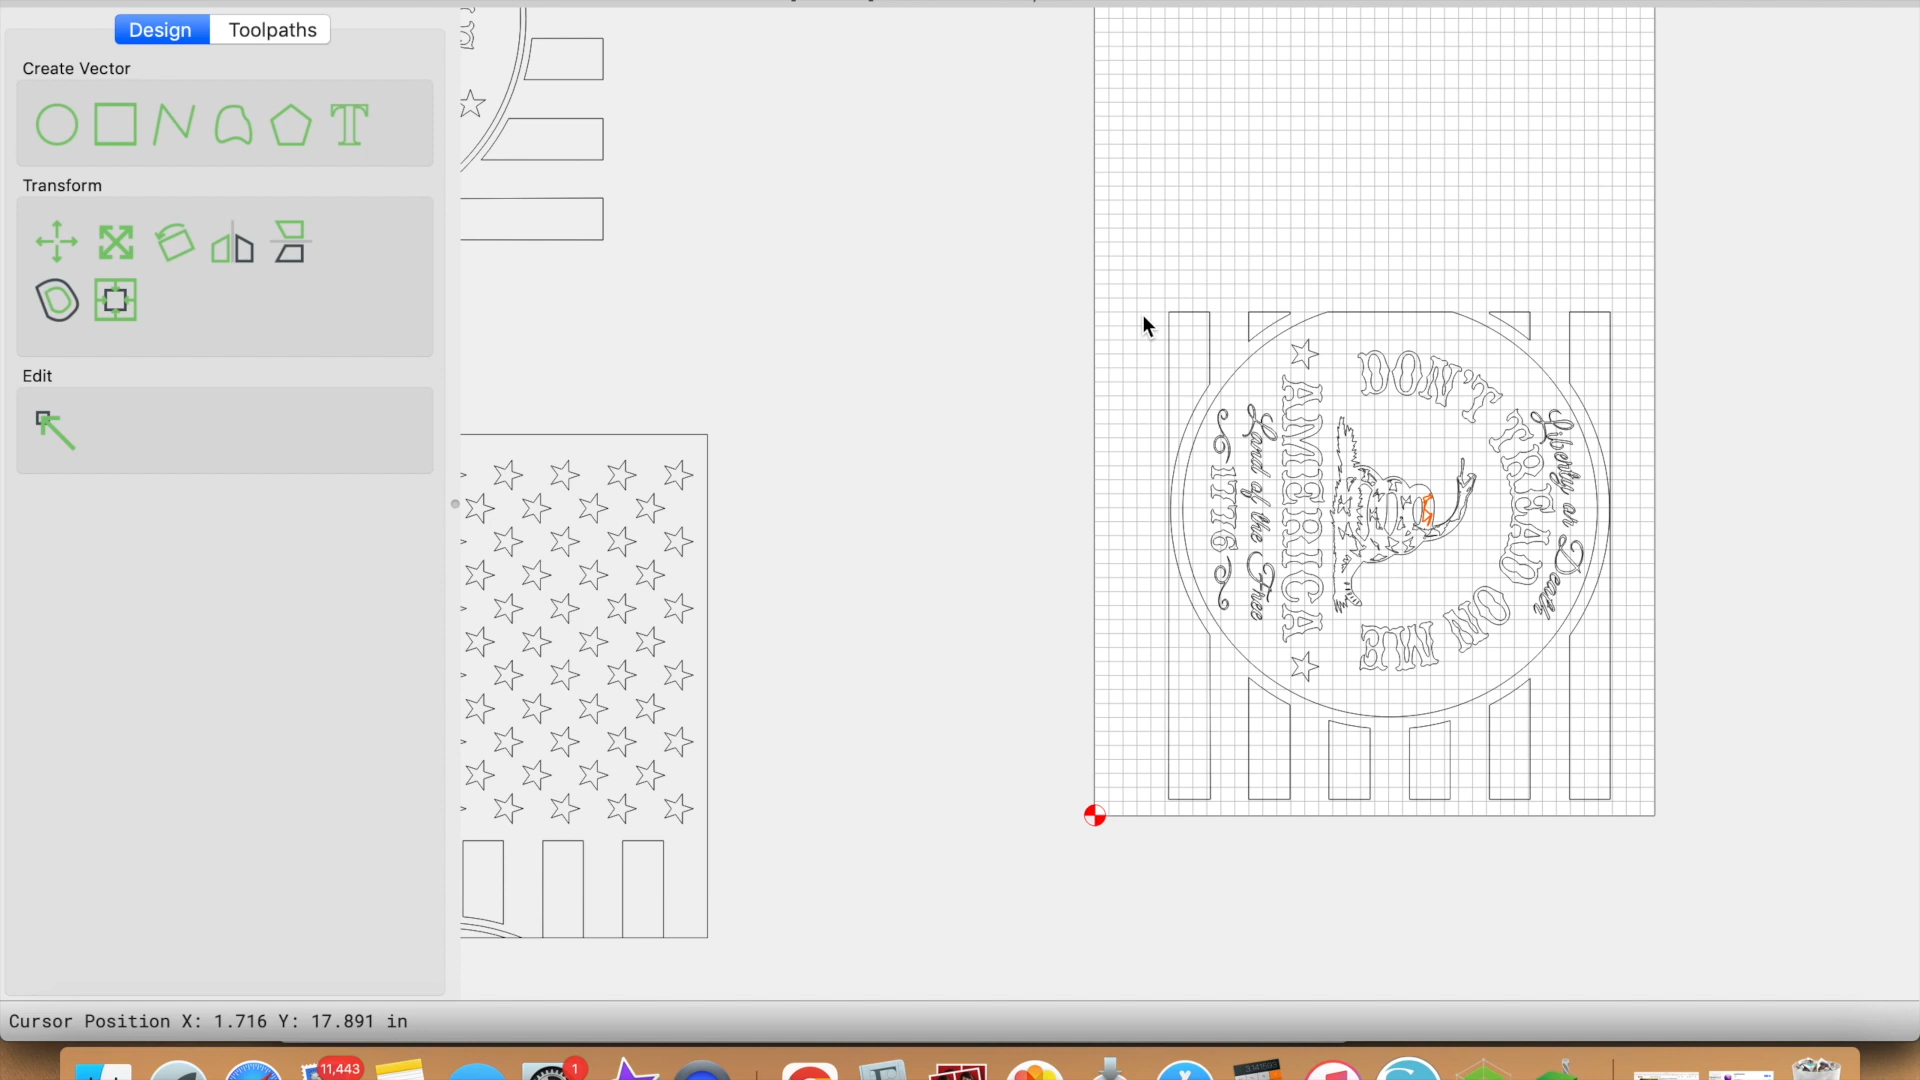 Design Toolpaths
Create Vector
T
Transform
Edit
DON'T TREAD ON ME
Liberty or Death
AMERICA
Land of the Free
1776
Cursor Position X: 1.716 Y: 17.891 in
11,443
1